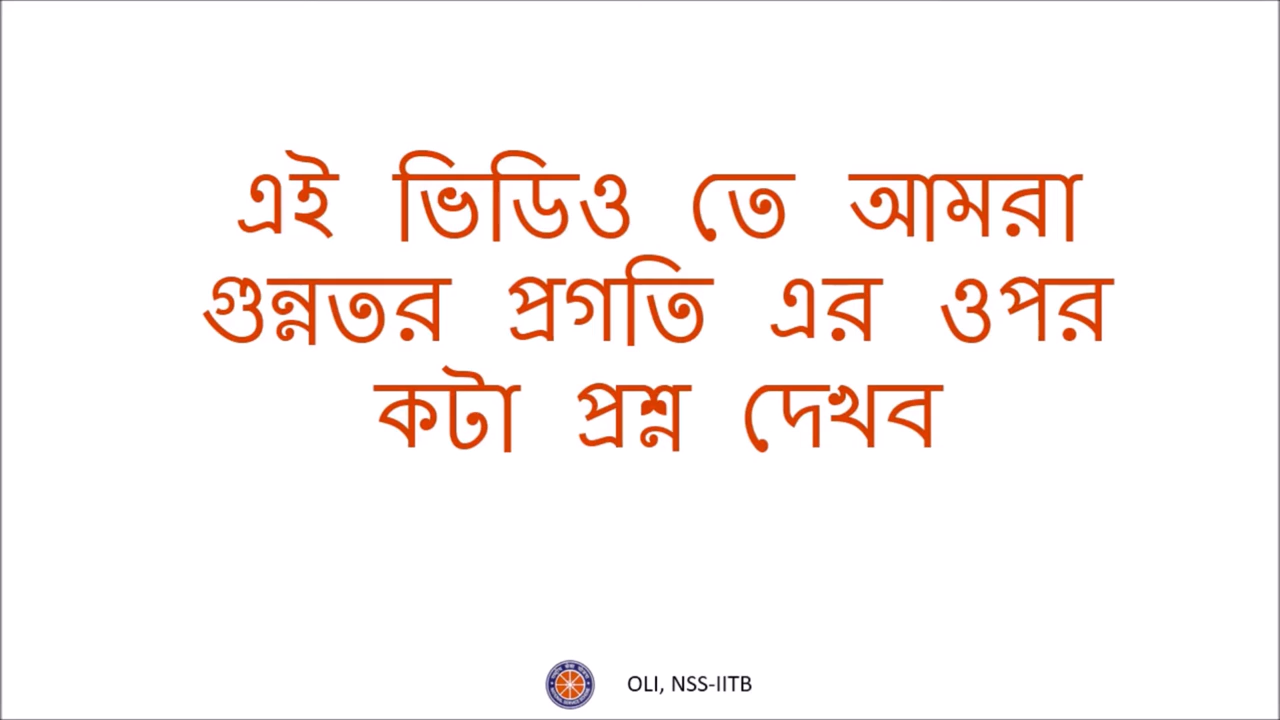 এই ভিডিও তে আমরা
গুন্নতর প্রগতি এর ওপর
কটা প্রশ্ন দেখব
OLI, NSS-IITB